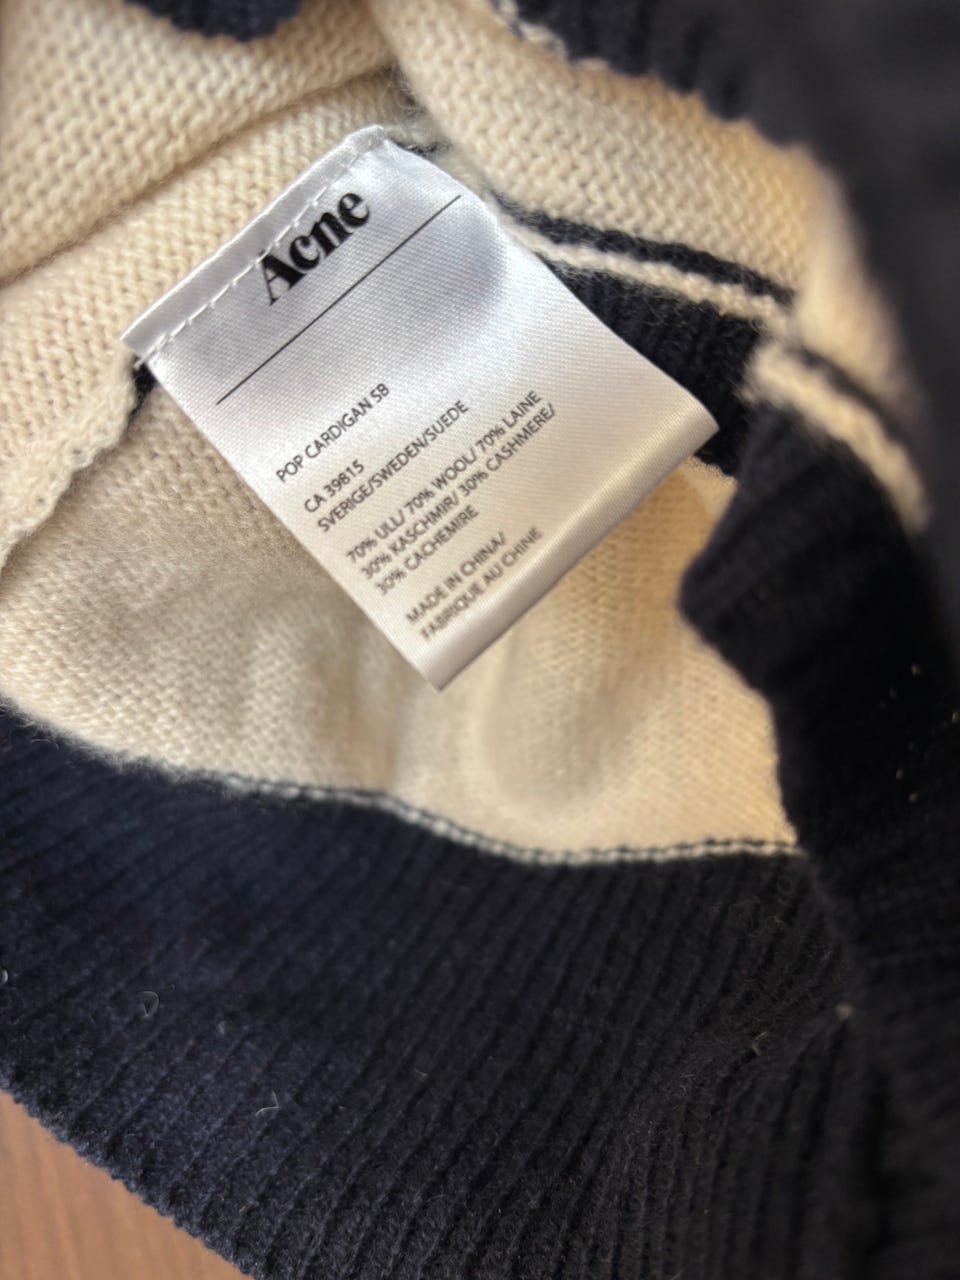 Acne
POP CARDIGAN SB
CA 39815
SVERIGE/SWEDEN/SUEDE
70% ULL/ 70% WOOL/ 70% LAINE
30% KASCHMIR/ 30% CASHMERE/
30% CACHEMIRE
MADE IN CHINA/
FABRIQUE AU CHINE